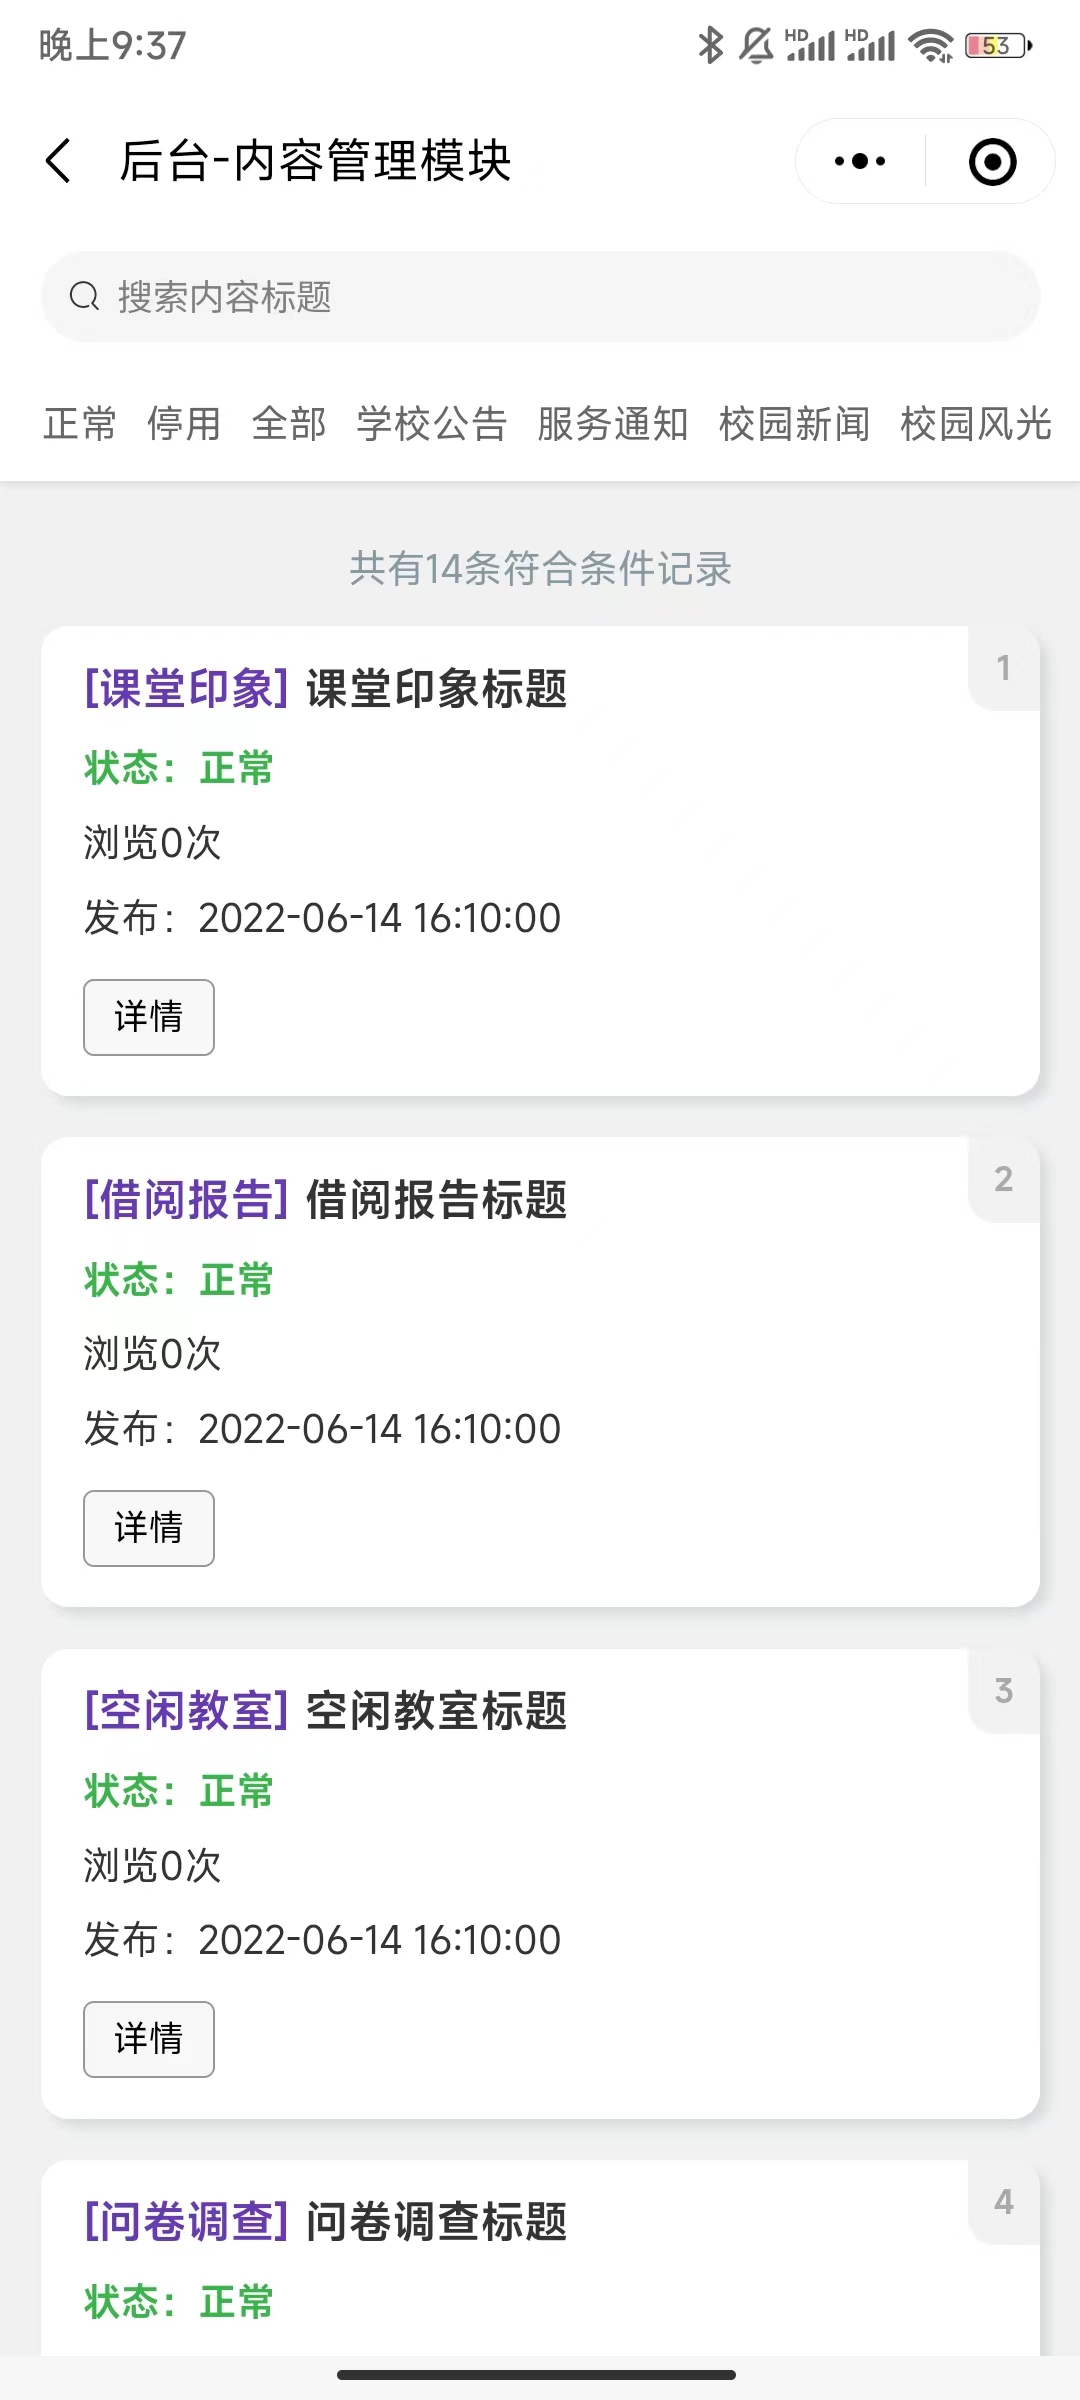 晚上9:37
HD HD 53
后台-内容管理模块
搜索内容标题
正常 停用 全部 学校公告 服务通知 校园新闻 校园风光
共有14条符合条件记录
[课堂印象] 课堂印象标题 1
状态：正常
浏览0次
发布：2022-06-14 16:10:00
详情
[借阅报告] 借阅报告标题 2
状态：正常
浏览0次
发布：2022-06-14 16:10:00
详情
[空闲教室] 空闲教室标题 3
状态：正常
浏览0次
发布：2022-06-14 16:10:00
详情
[问卷调查] 问卷调查标题 4
状态：正常